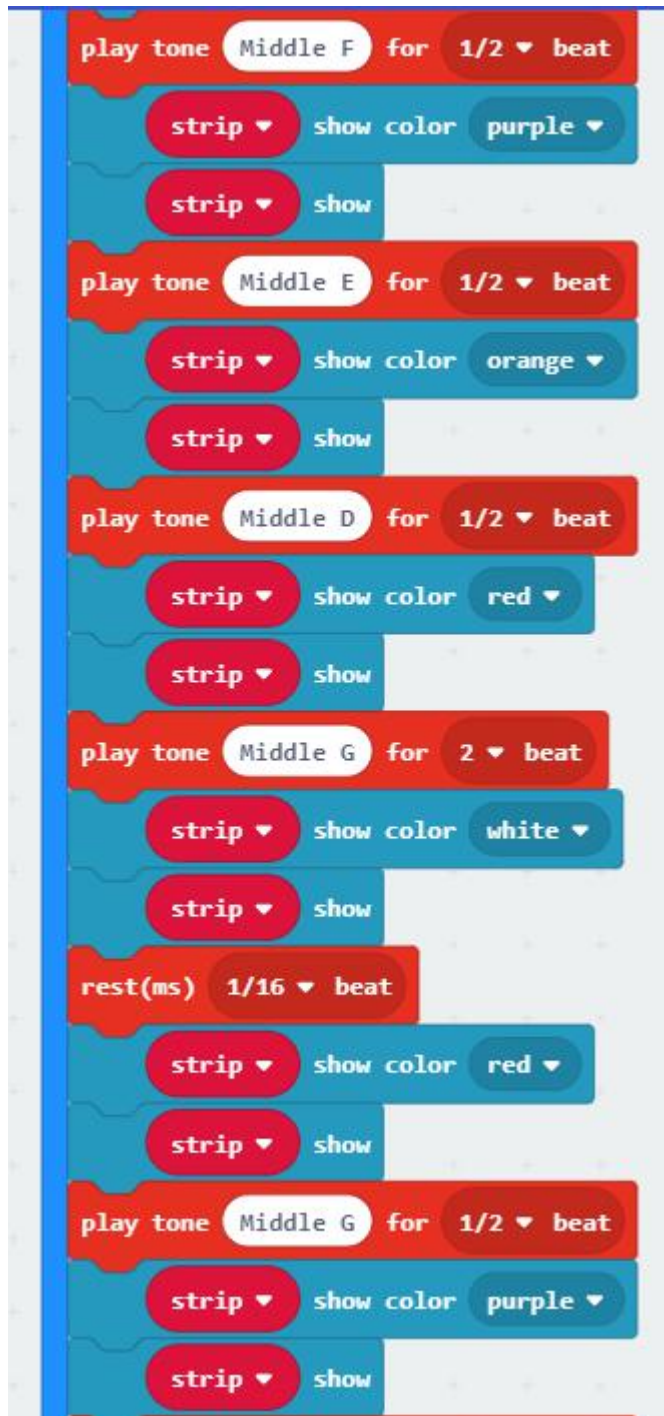 play tone Middle F for 1/2 beat
strip show color purple
strip show
play tone Middle E for 1/2 beat
strip show color orange
strip show
play tone Middle D for 1/2 beat
strip show color red
strip show
play tone Middle G for 2 beat
strip show color white
strip show
rest(ms) 1/16 beat
strip show color red
strip show
play tone Middle G for 1/2 beat
strip show color purple
strip show